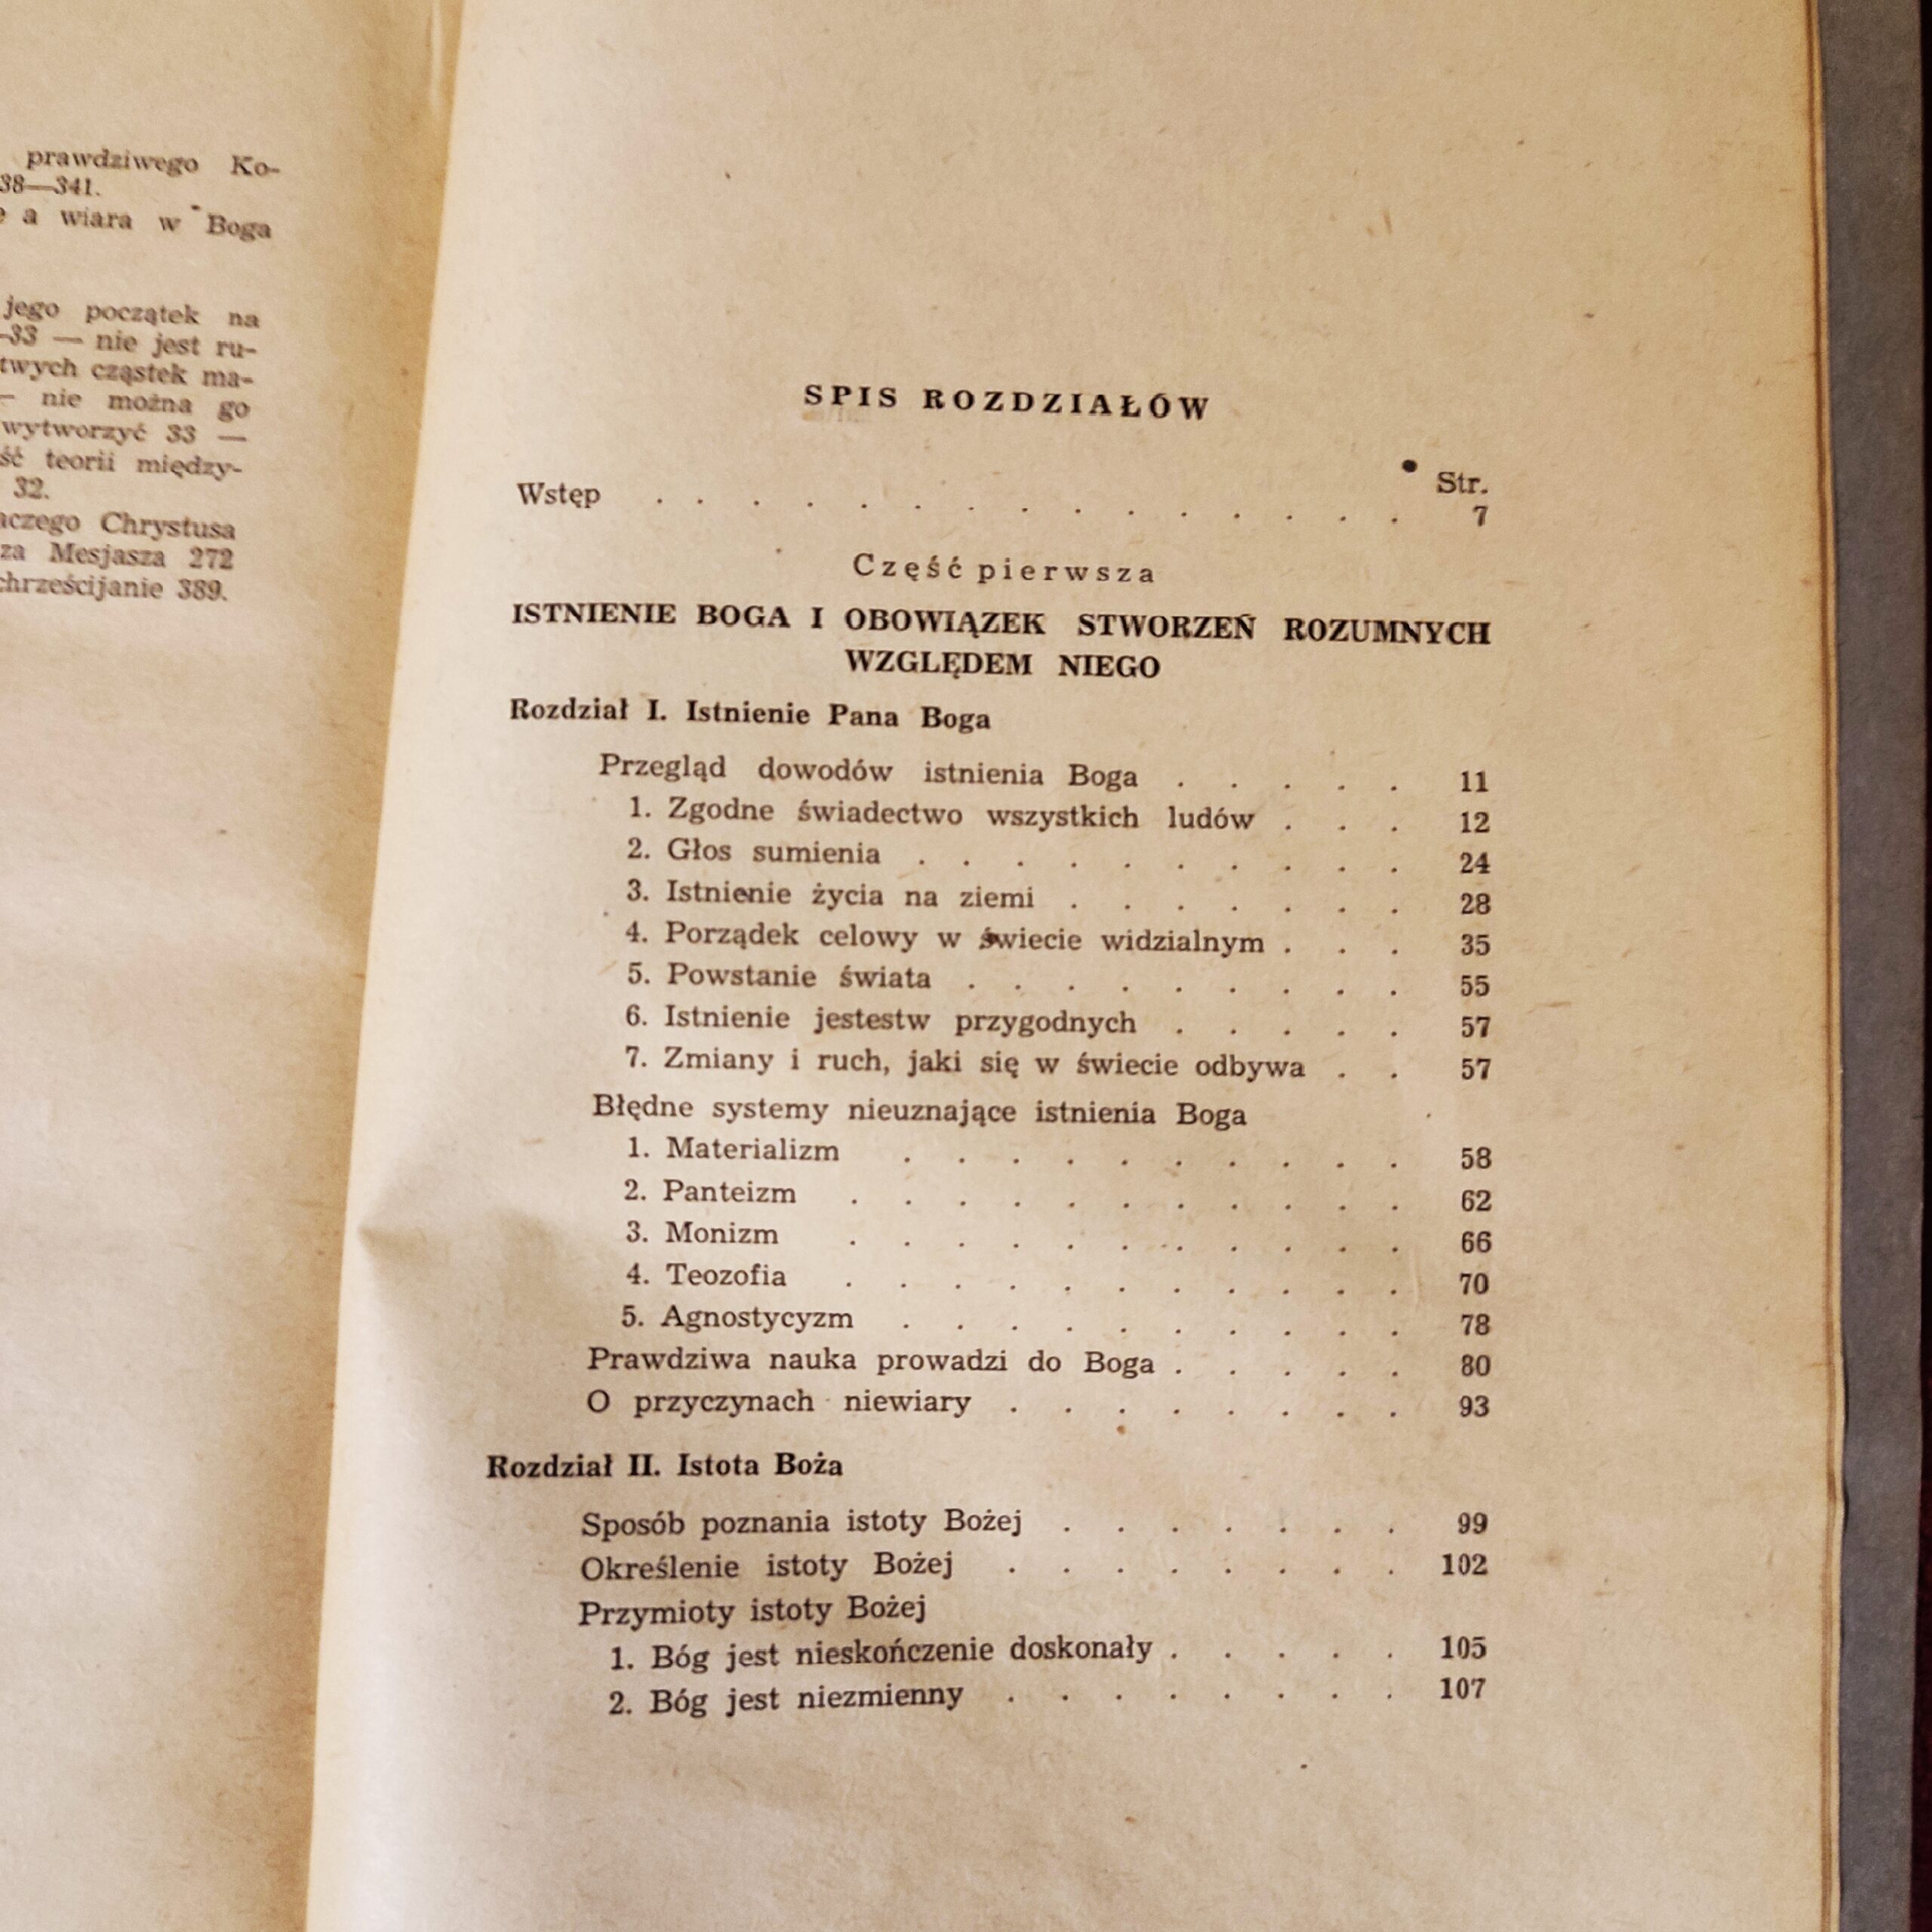 prawdziwego Ko-
38—341.
a wiara w Boga
jego początek na
—33 — nie jest ru-
twych cząstek ma-
— nie można go
wytworzyć 33 —
ść teorii między-
32.
aczego Chrystusa
za Mesjasza 272
chrześcijanie 389.
SPIS ROZDZIAŁÓW
Str.
Wstęp . . . . . . . . . . . . . . . 7
Część pierwsza
ISTNIENIE BOGA I OBOWIĄZEK STWORZEŃ ROZUMNYCH
WZGLĘDEM NIEGO
Rozdział I. Istnienie Pana Boga
Przegląd dowodów istnienia Boga . . . . . 11
1. Zgodne świadectwo wszystkich ludów . . . 12
2. Głos sumienia . . . . . . . . . . 24
3. Istnienie życia na ziemi . . . . . . . 28
4. Porządek celowy w świecie widzialnym . . . 35
5. Powstanie świata . . . . . . . . . 55
6. Istnienie jestestw przygodnych . . . . . 57
7. Zmiany i ruch, jaki się w świecie odbywa . . 57
Błędne systemy nieuznające istnienia Boga
1. Materializm . . . . . . . . . . 58
2. Panteizm . . . . . . . . . . . 62
3. Monizm . . . . . . . . . . . 66
4. Teozofia . . . . . . . . . . . 70
5. Agnostycyzm . . . . . . . . . . 78
Prawdziwa nauka prowadzi do Boga . . . . . 80
O przyczynach niewiary . . . . . . . . 93
Rozdział II. Istota Boża
Sposób poznania istoty Bożej . . . . . . . 99
Określenie istoty Bożej . . . . . . . . 102
Przymioty istoty Bożej
1. Bóg jest nieskończenie doskonały . . . . . 105
2. Bóg jest niezmienny . . . . . . . . 107